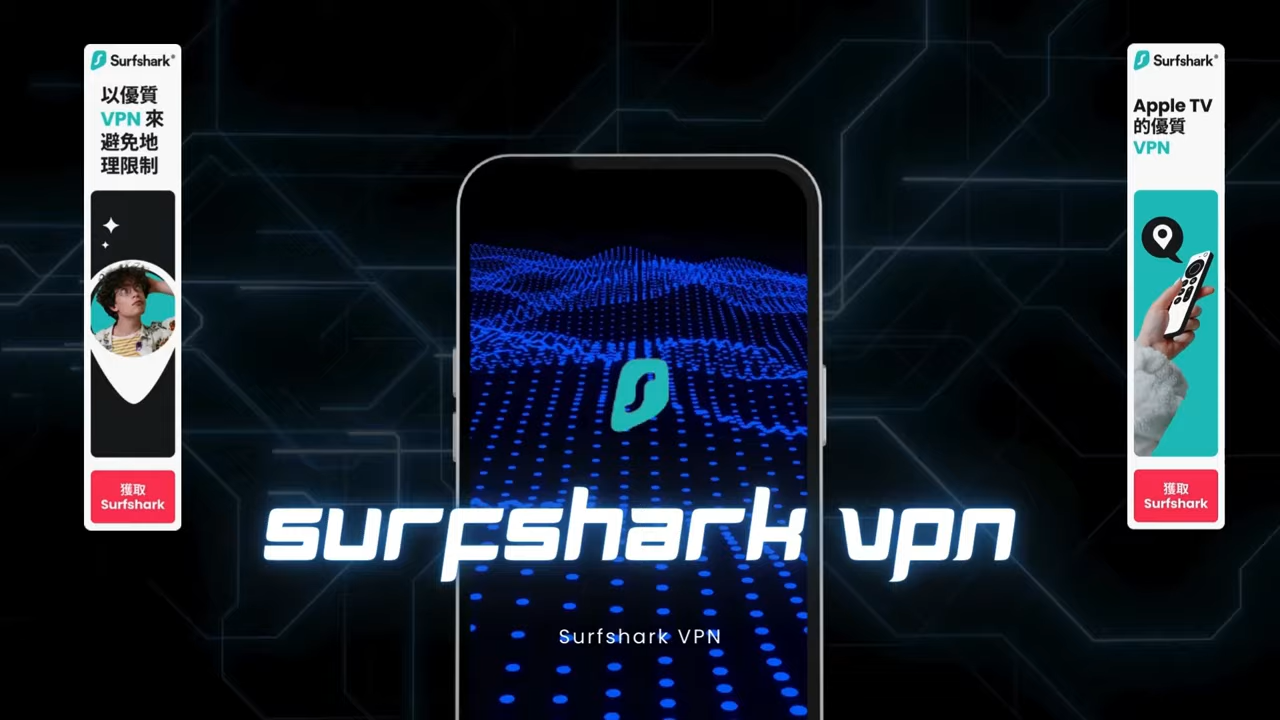 Surfshark®
以優質
VPN 來
避免地
理限制
獲取
Surfshark
Surfshark®
Apple TV
的優質
VPN
獲取
Surfshark
surfshark vpn
Surfshark VPN